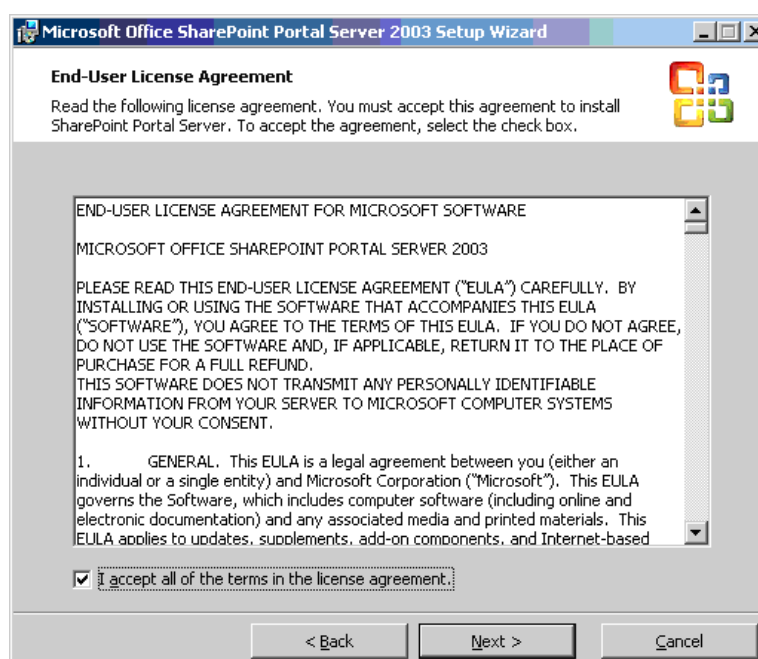 Microsoft Office SharePoint Portal Server 2003 Setup Wizard
End-User License Agreement
Read the following license agreement. You must accept this agreement to install
SharePoint Portal Server. To accept the agreement, select the check box.
END-USER LICENSE AGREEMENT FOR MICROSOFT SOFTWARE
MICROSOFT OFFICE SHAREPOINT PORTAL SERVER 2003
PLEASE READ THIS END-USER LICENSE AGREEMENT ("EULA") CAREFULLY. BY
INSTALLING OR USING THE SOFTWARE THAT ACCOMPANIES THIS EULA
("SOFTWARE"), YOU AGREE TO THE TERMS OF THIS EULA. IF YOU DO NOT AGREE,
DO NOT USE THE SOFTWARE AND, IF APPLICABLE, RETURN IT TO THE PLACE OF
PURCHASE FOR A FULL REFUND.
THIS SOFTWARE DOES NOT TRANSMIT ANY PERSONALLY IDENTIFIABLE
INFORMATION FROM YOUR SERVER TO MICROSOFT COMPUTER SYSTEMS
WITHOUT YOUR CONSENT.
1. GENERAL. This EULA is a legal agreement between you (either an
individual or a single entity) and Microsoft Corporation ("Microsoft"). This EULA
governs the Software, which includes computer software (including online and
electronic documentation) and any associated media and printed materials. This
EULA applies to updates, supplements, add-on components, and Internet-based
I accept all of the terms in the license agreement.
< Back Next > Cancel